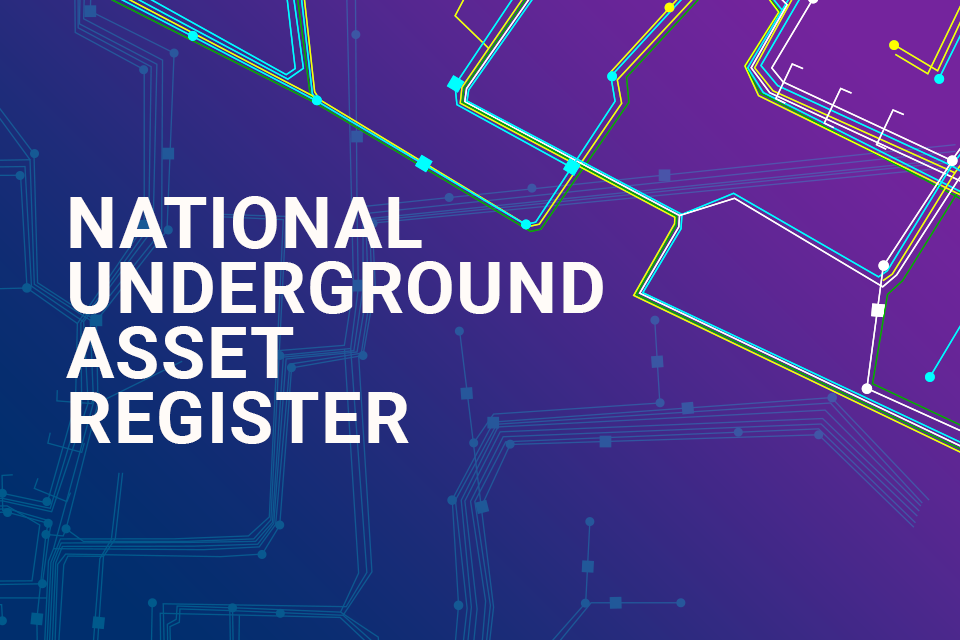 NATIONAL
UNDERGROUND
ASSET
REGISTER